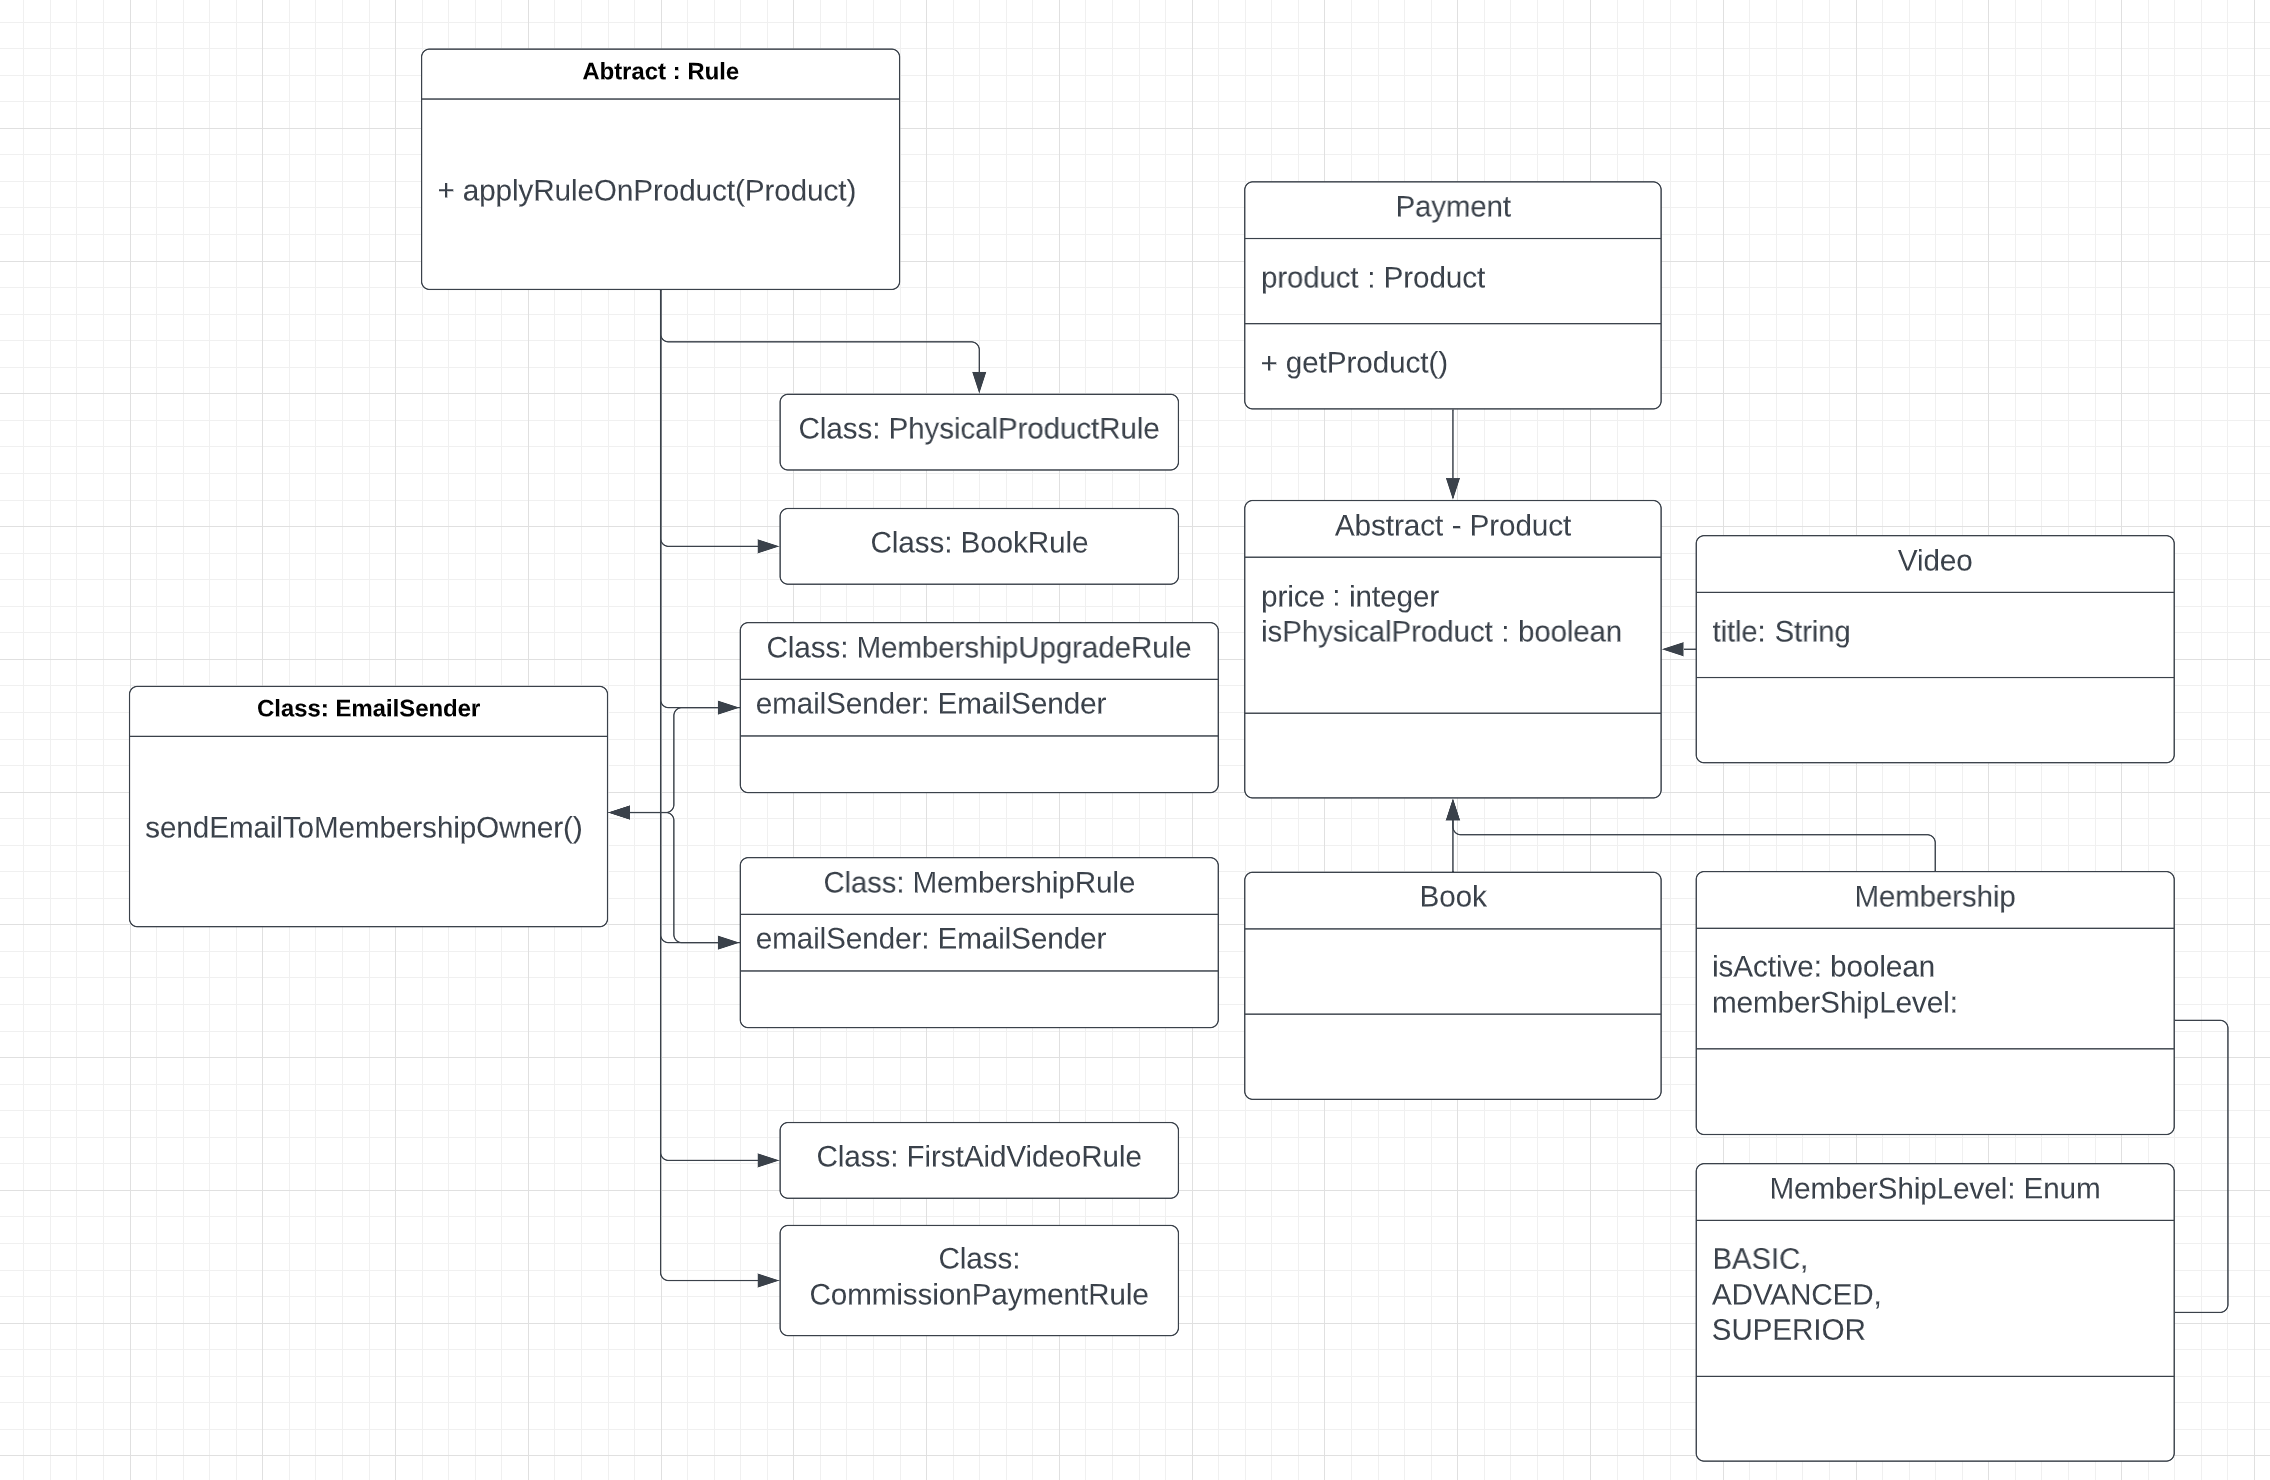 Abtract : Rule
+ applyRuleOnProduct(Product)
Class: PhysicalProductRule
Class: BookRule
Class: MembershipUpgradeRule
emailSender: EmailSender
Class: EmailSender
sendEmailToMembershipOwner()
Class: MembershipRule
emailSender: EmailSender
Class: FirstAidVideoRule
Class:
CommissionPaymentRule
Payment
product : Product
+ getProduct()
Abstract - Product
price : integer
isPhysicalProduct : boolean
Video
title: String
Book
Membership
isActive: boolean
memberShipLevel:
MemberShipLevel: Enum
BASIC,
ADVANCED,
SUPERIOR